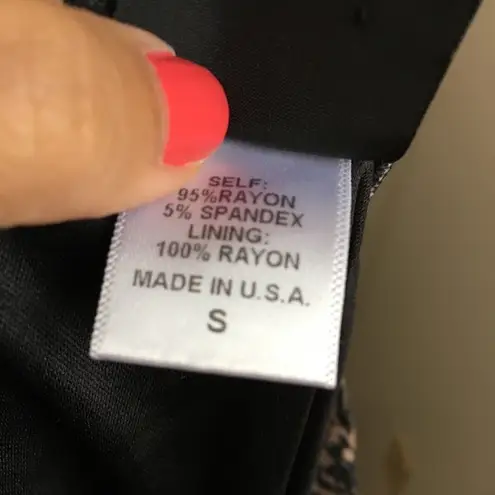 SELF:
95%RAYON
5% SPANDEX
LINING:
100% RAYON
MADE IN U.S.A.
S